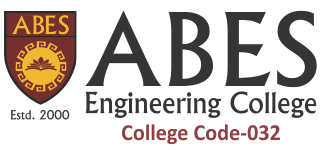 ABES
Estd. 2000
ABES
Engineering College
College Code-032